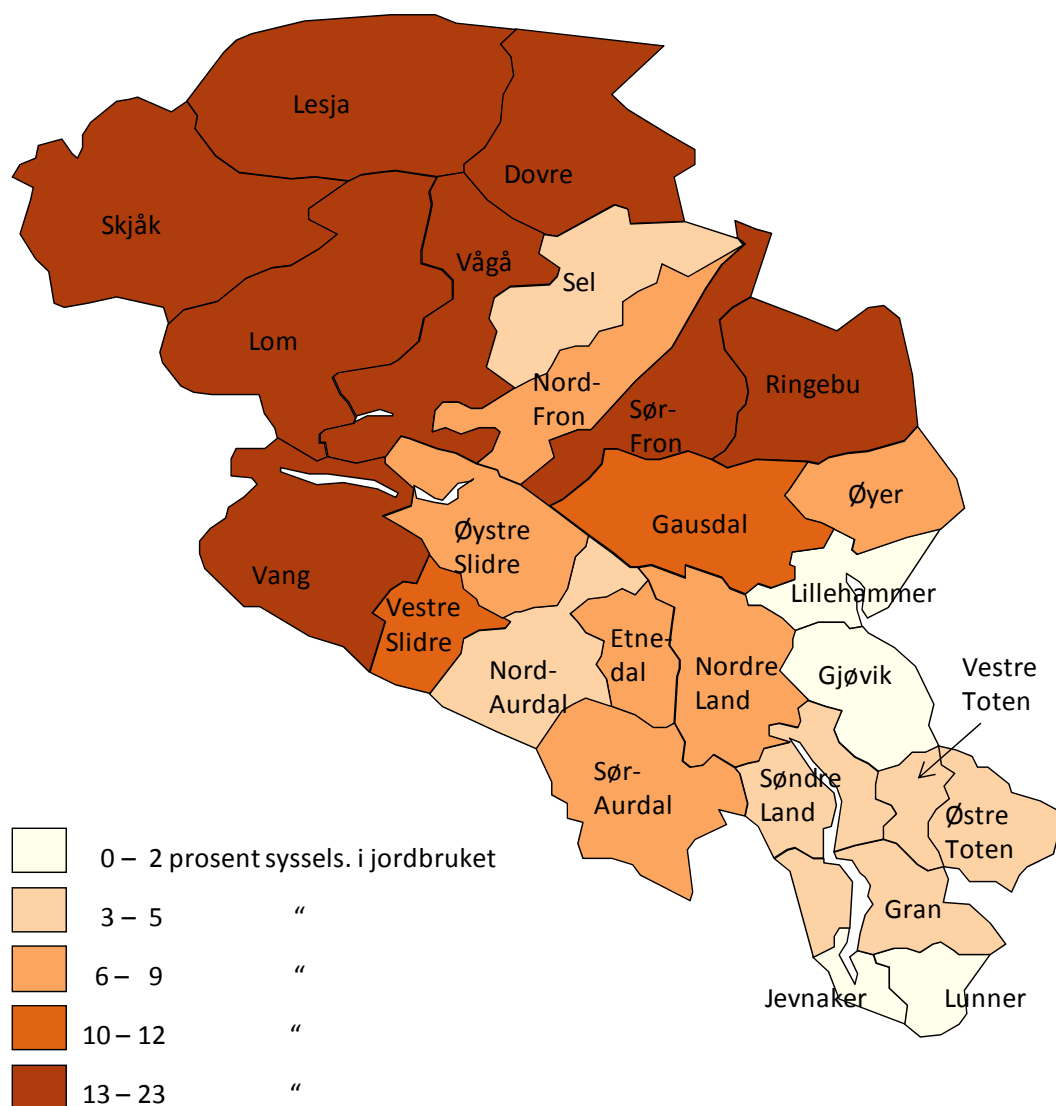 Lesja
Dovre
Skjåk
Vågå
Sel
Lom
Nord-
Fron
Sør-
Fron
Ringebu
Øyer
Gausdal
Øystre
Slidre
Vang
Vestre
Slidre
Lillehammer
Etne-
dal
Nord-
Aurdal
Nordre
Land
Gjøvik
Vestre
Toten
Sør-
Aurdal
Søndre
Land
Østre
Toten
Gran
Jevnaker
Lunner
0 – 2 prosent syssels. i jordbruket
3 – 5 “
6 – 9 “
10 – 12 “
13 – 23 “